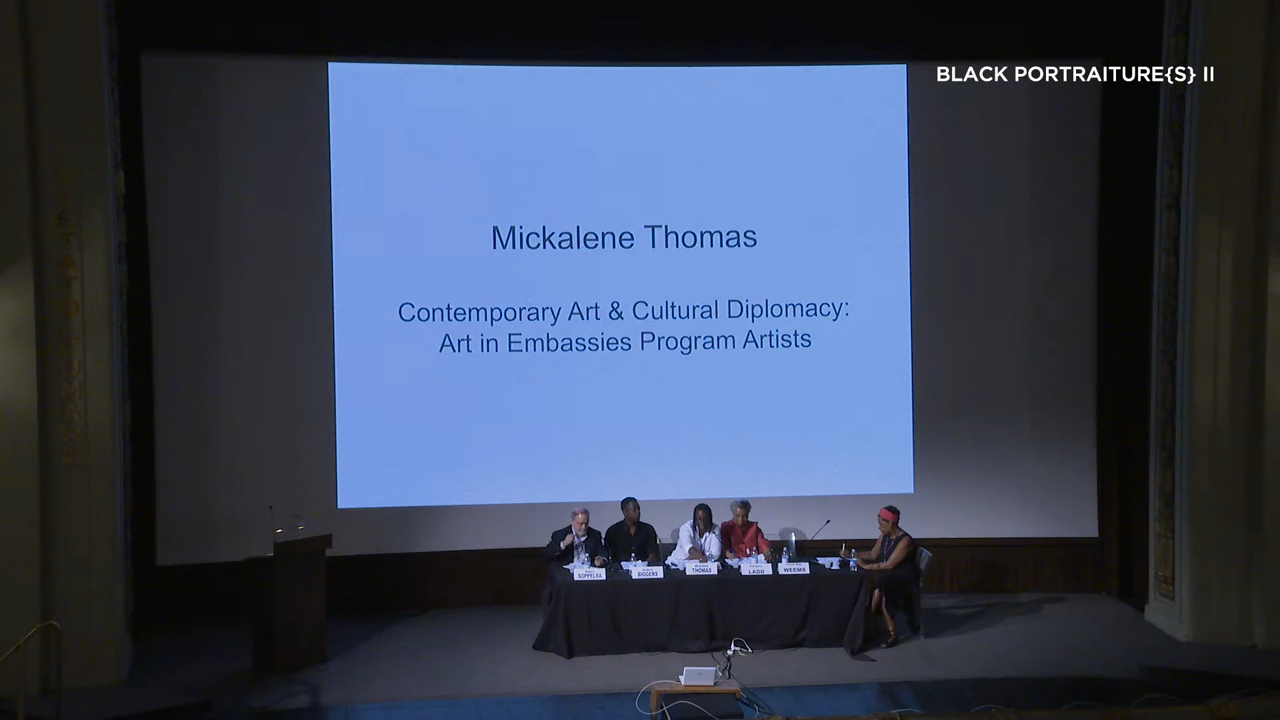 BLACK PORTRAITURE{S} II
Mickalene Thomas
Contemporary Art & Cultural Diplomacy:
Art in Embassies Program Artists
SOPPELSA
BIGGERS
THOMAS
LADD
WEEMS